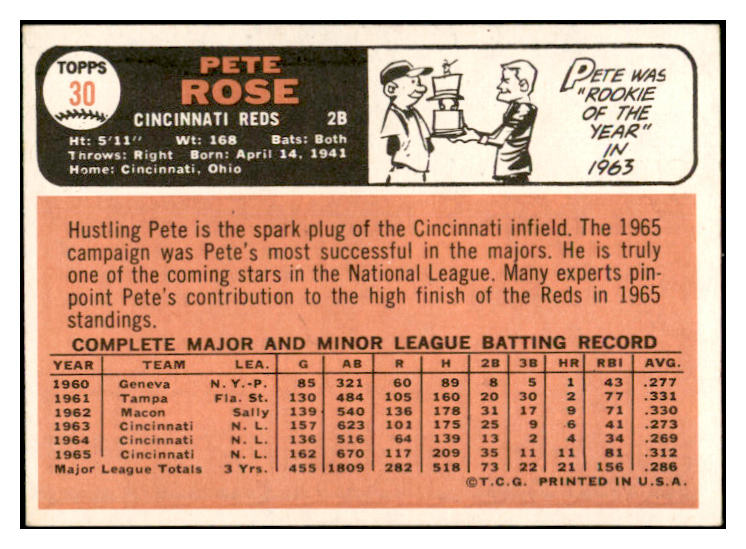 TOPPS
30
PETE
ROSE
CINCINNATI REDS 2B
Ht: 5'11" Wt: 168 Bats: Both
Throws: Right Born: April 14, 1941
Home: Cincinnati, Ohio
PETE WAS
"ROOKIE
OF THE
YEAR"
IN
1963
Hustling Pete is the spark plug of the Cincinnati infield. The 1965
campaign was Pete's most successful in the majors. He is truly
one of the coming stars in the National League. Many experts pin-
point Pete's contribution to the high finish of the Reds in 1965
standings.
COMPLETE MAJOR AND MINOR LEAGUE BATTING RECORD
YEAR TEAM LEA. G AB R H 2B 3B HR RBI AVG.
1960 Geneva N. Y.-P. 85 321 60 89 8 5 1 43 .277
1961 Tampa Fla. St. 130 484 105 160 20 30 2 77 .331
1962 Macon Sally 139 540 136 178 31 17 9 71 .330
1963 Cincinnati N. L. 157 623 101 175 25 9 6 41 .273
1964 Cincinnati N. L. 136 516 64 139 13 2 4 34 .269
1965 Cincinnati N. L. 162 670 117 209 35 11 11 81 .312
Major League Totals 3 Yrs. 455 1809 282 518 73 22 21 156 .286
©T.C.G. PRINTED IN U.S.A.